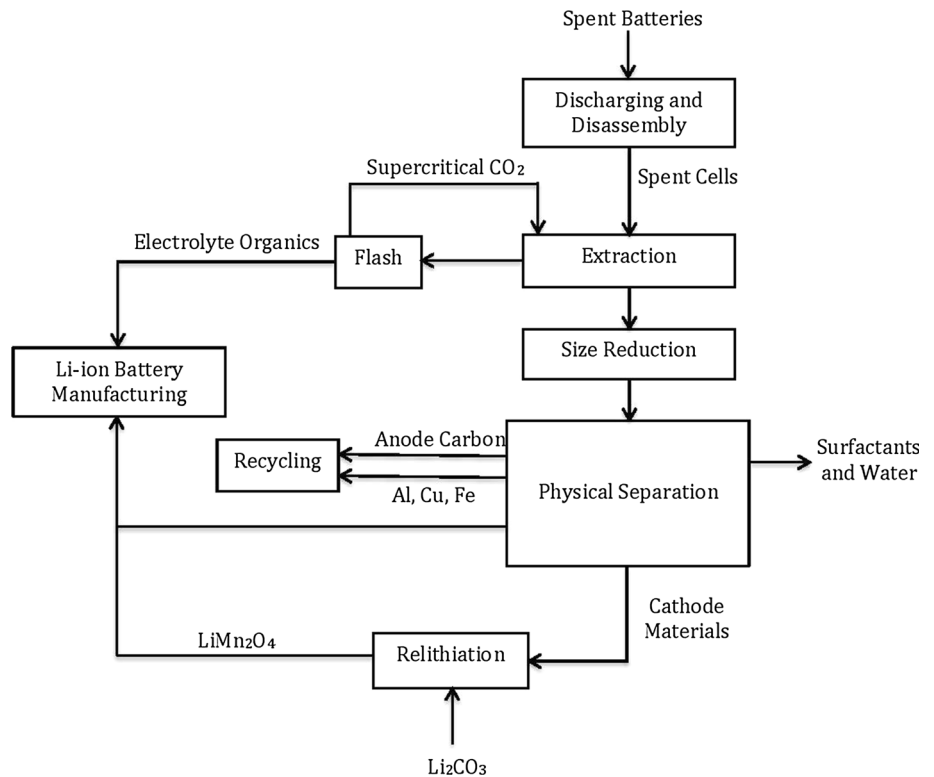 Spent Batteries
Discharging and
Disassembly
Supercritical CO₂
Spent Cells
Electrolyte Organics
Flash
Extraction
Size Reduction
Li-ion Battery
Manufacturing
Anode Carbon
Recycling
Al, Cu, Fe
Physical Separation
Surfactants
and Water
Cathode
Materials
LiMn₂O₄
Relithiation
Li₂CO₃